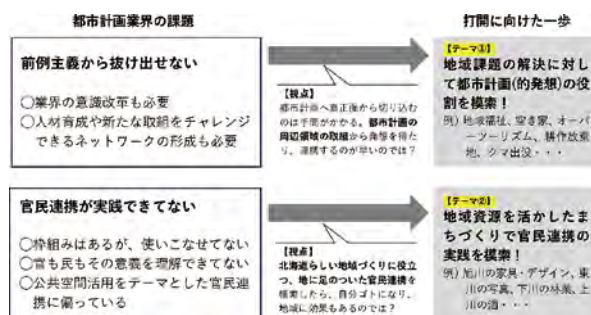 都市計画業界の課題
打開に向けた一歩
前例主義から抜け出せない
○業界の意識改革も必要
○人材育成や新たな取組をチャレンジ
できるネットワークの形成も必要
【視点】
都市計画へ真正面から切り込む
のは手間がかかる。都市計画の
周辺領域の取組から発想を得た
り、連携するのが早いのでは?
【テーマ①】
地域課題の解決に対し
て都市計画(的発想)の役
割を模索!
例)地域福祉、空き家、オーバ
ーツーリズム、耕作放棄
地、クマ出没・・・
官民連携が実践できてない
○枠組みはあるが、使いこなせてない
○官も民もその意義を理解できてない
○公共空間活用をテーマとした官民連
携に偏っている
【視点】
北海道らしい地域づくりに役立
つ、地に足のついた官民連携を
模索したら、自分ゴトになり、
地域に効果もあるのでは?
【テーマ②】
地域資源を活かしたま
ちづくりで官民連携の
実践を模索!
例)旭川の家具・デザイン、東
川の写真、下川の林業、上
川の酒・・・